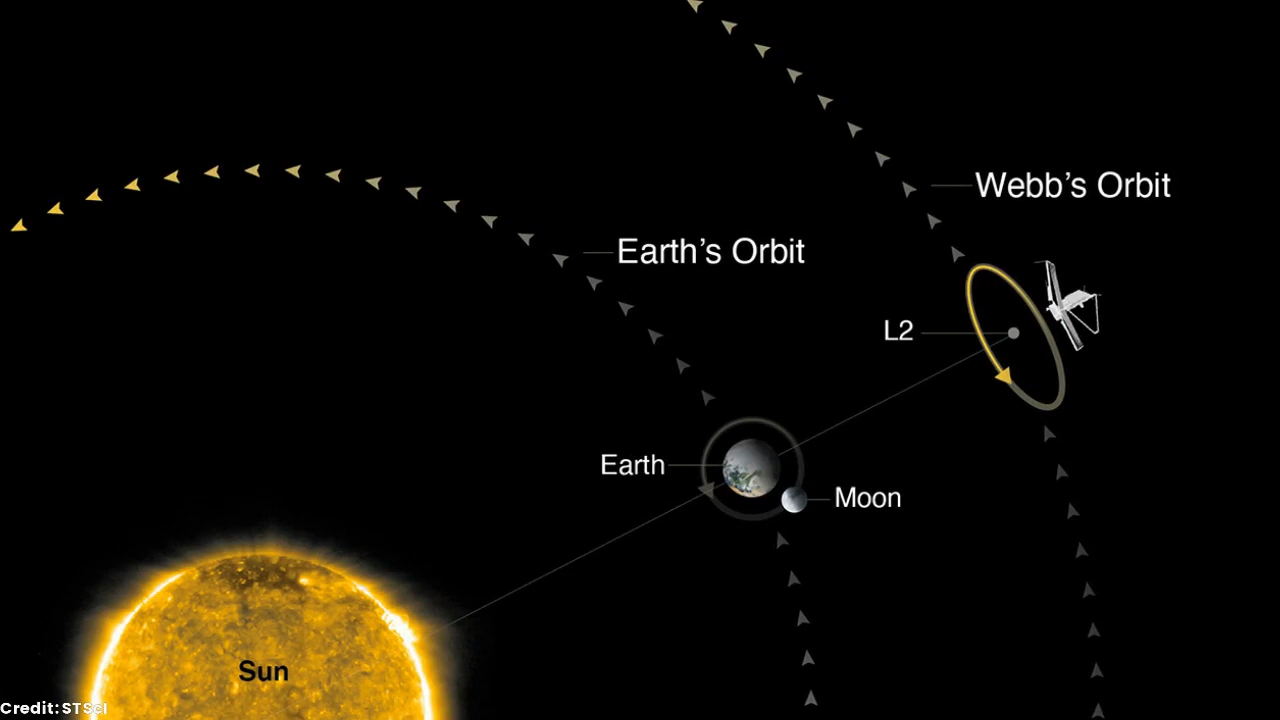 Webb's Orbit
Earth's Orbit
L2
Earth
Moon
Sun
Credit: STScI